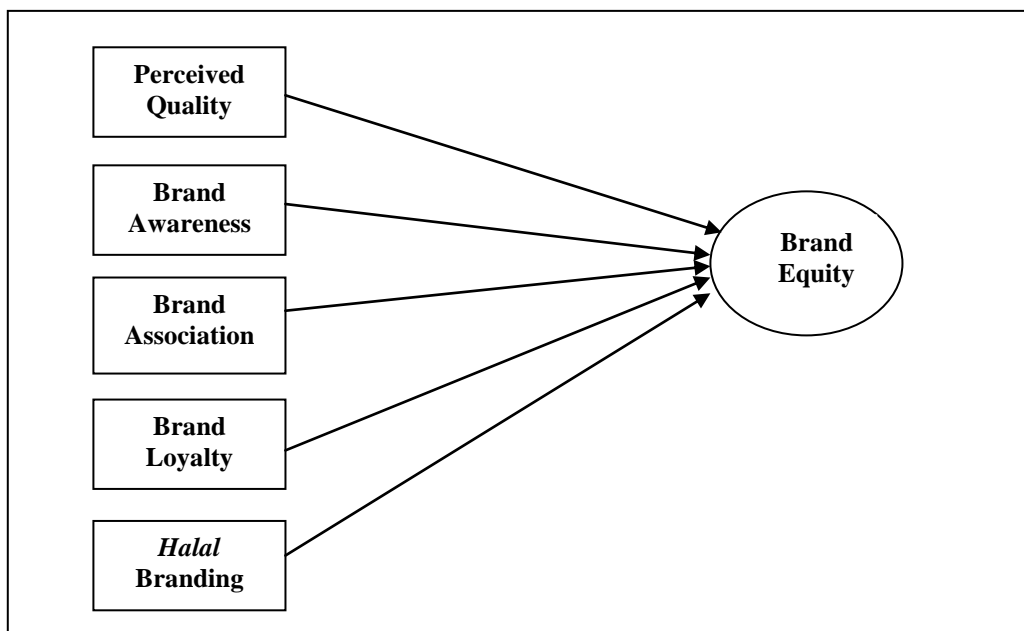 Perceived
Quality
Brand
Awareness
Brand
Association
Brand
Loyalty
Halal
Branding
Brand
Equity